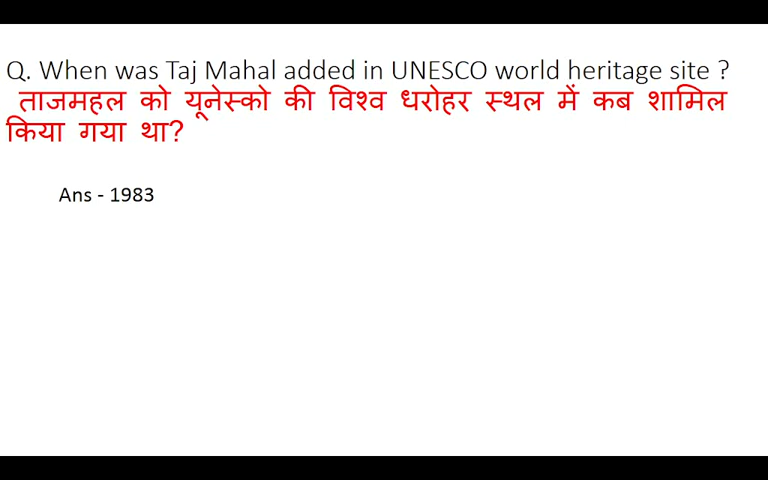 Q. When was Taj Mahal added in UNESCO world heritage site ?
ताजमहल को यूनेस्को की विश्व धरोहर स्थल में कब शामिल
किया गया था?
Ans - 1983